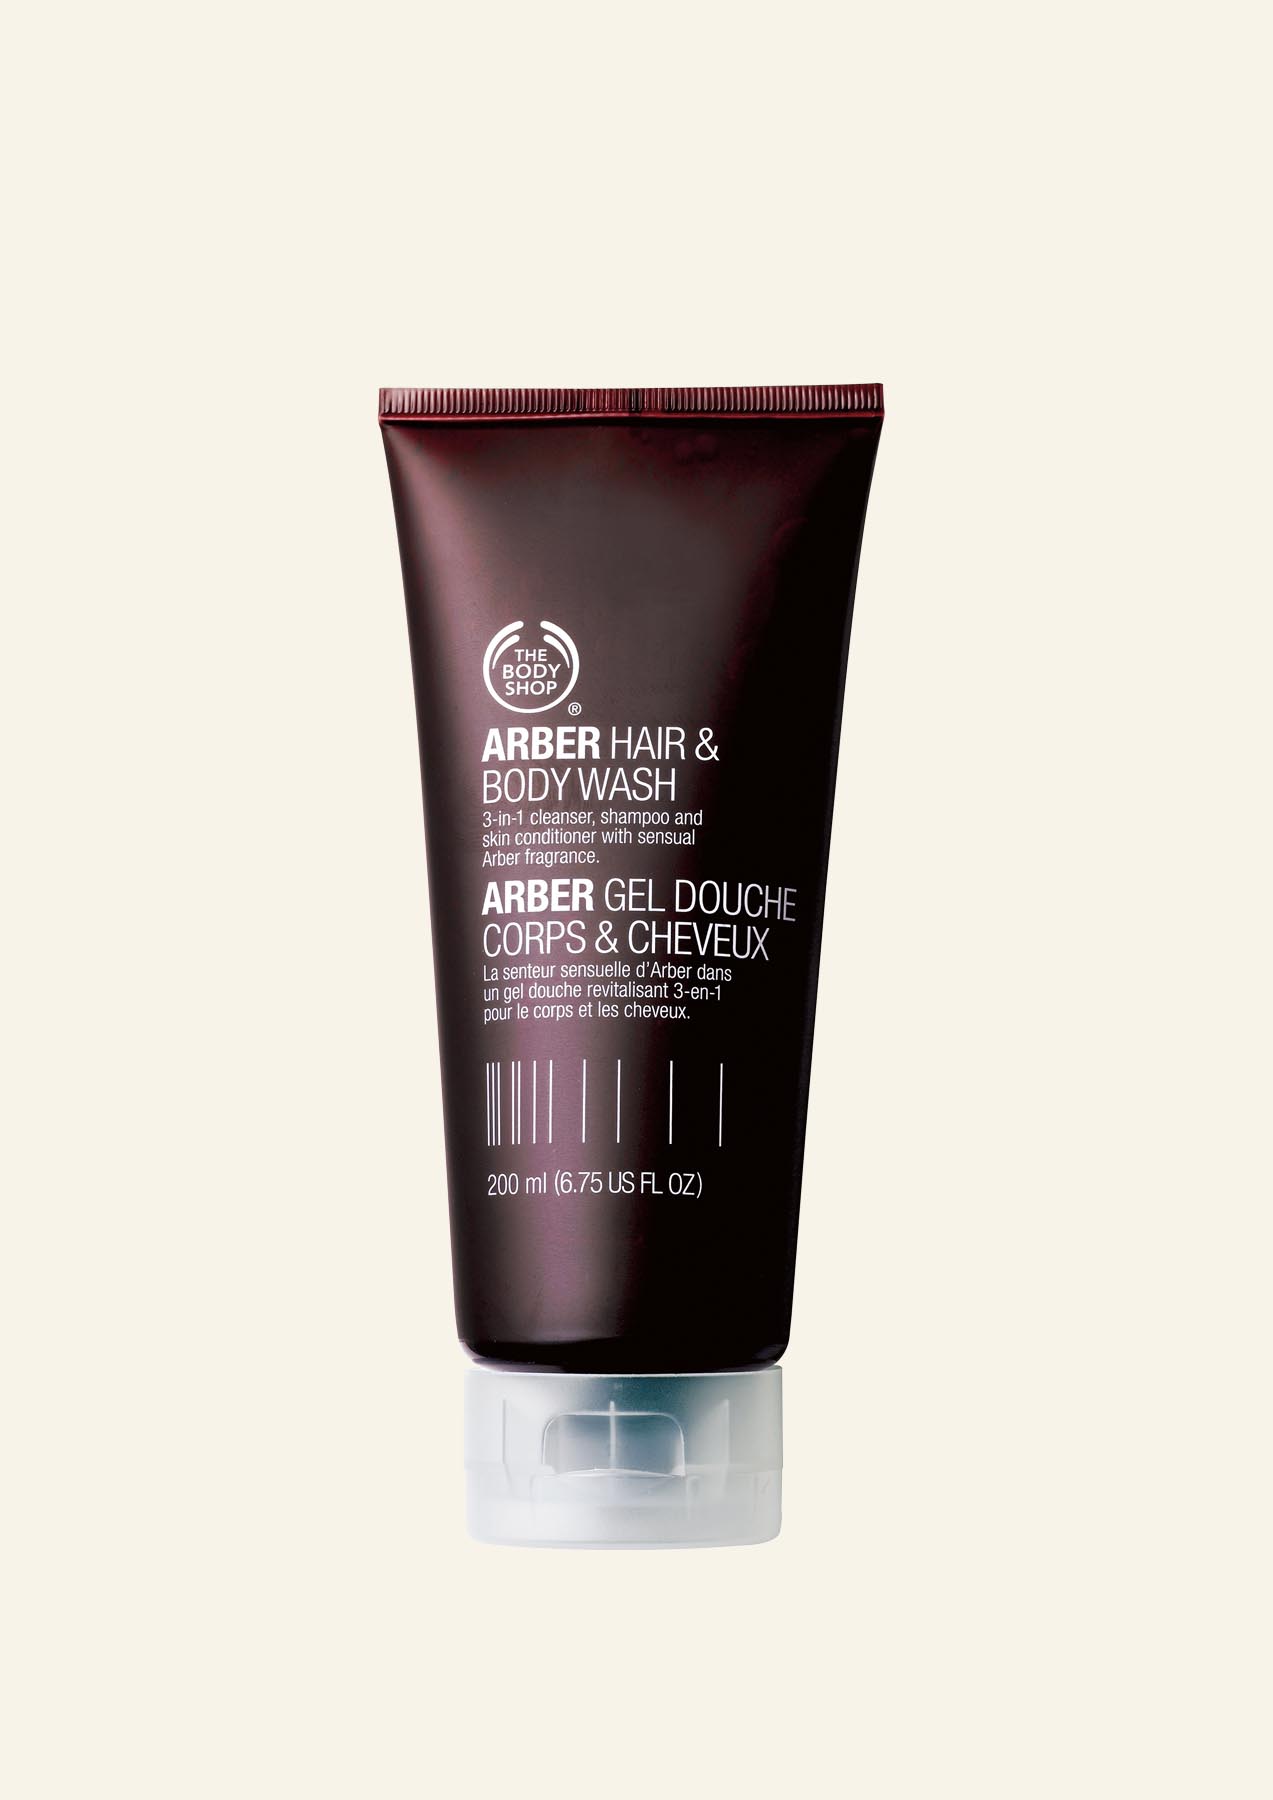 THE
BODY
SHOP
®
ARBER HAIR &
BODY WASH
3-in-1 cleanser, shampoo and
skin conditioner with sensual
Arber fragrance.
ARBER GEL DOUCHE
CORPS & CHEVEUX
La senteur sensuelle d'Arber dans
un gel douche revitalisant 3-en-1
pour le corps et les cheveux.
200 ml (6.75 US FL OZ)